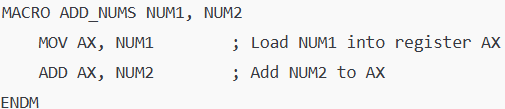 MACRO ADD_NUMS NUM1, NUM2
    MOV AX, NUM1      ; Load NUM1 into register AX
    ADD AX, NUM2      ; Add NUM2 to AX
ENDM